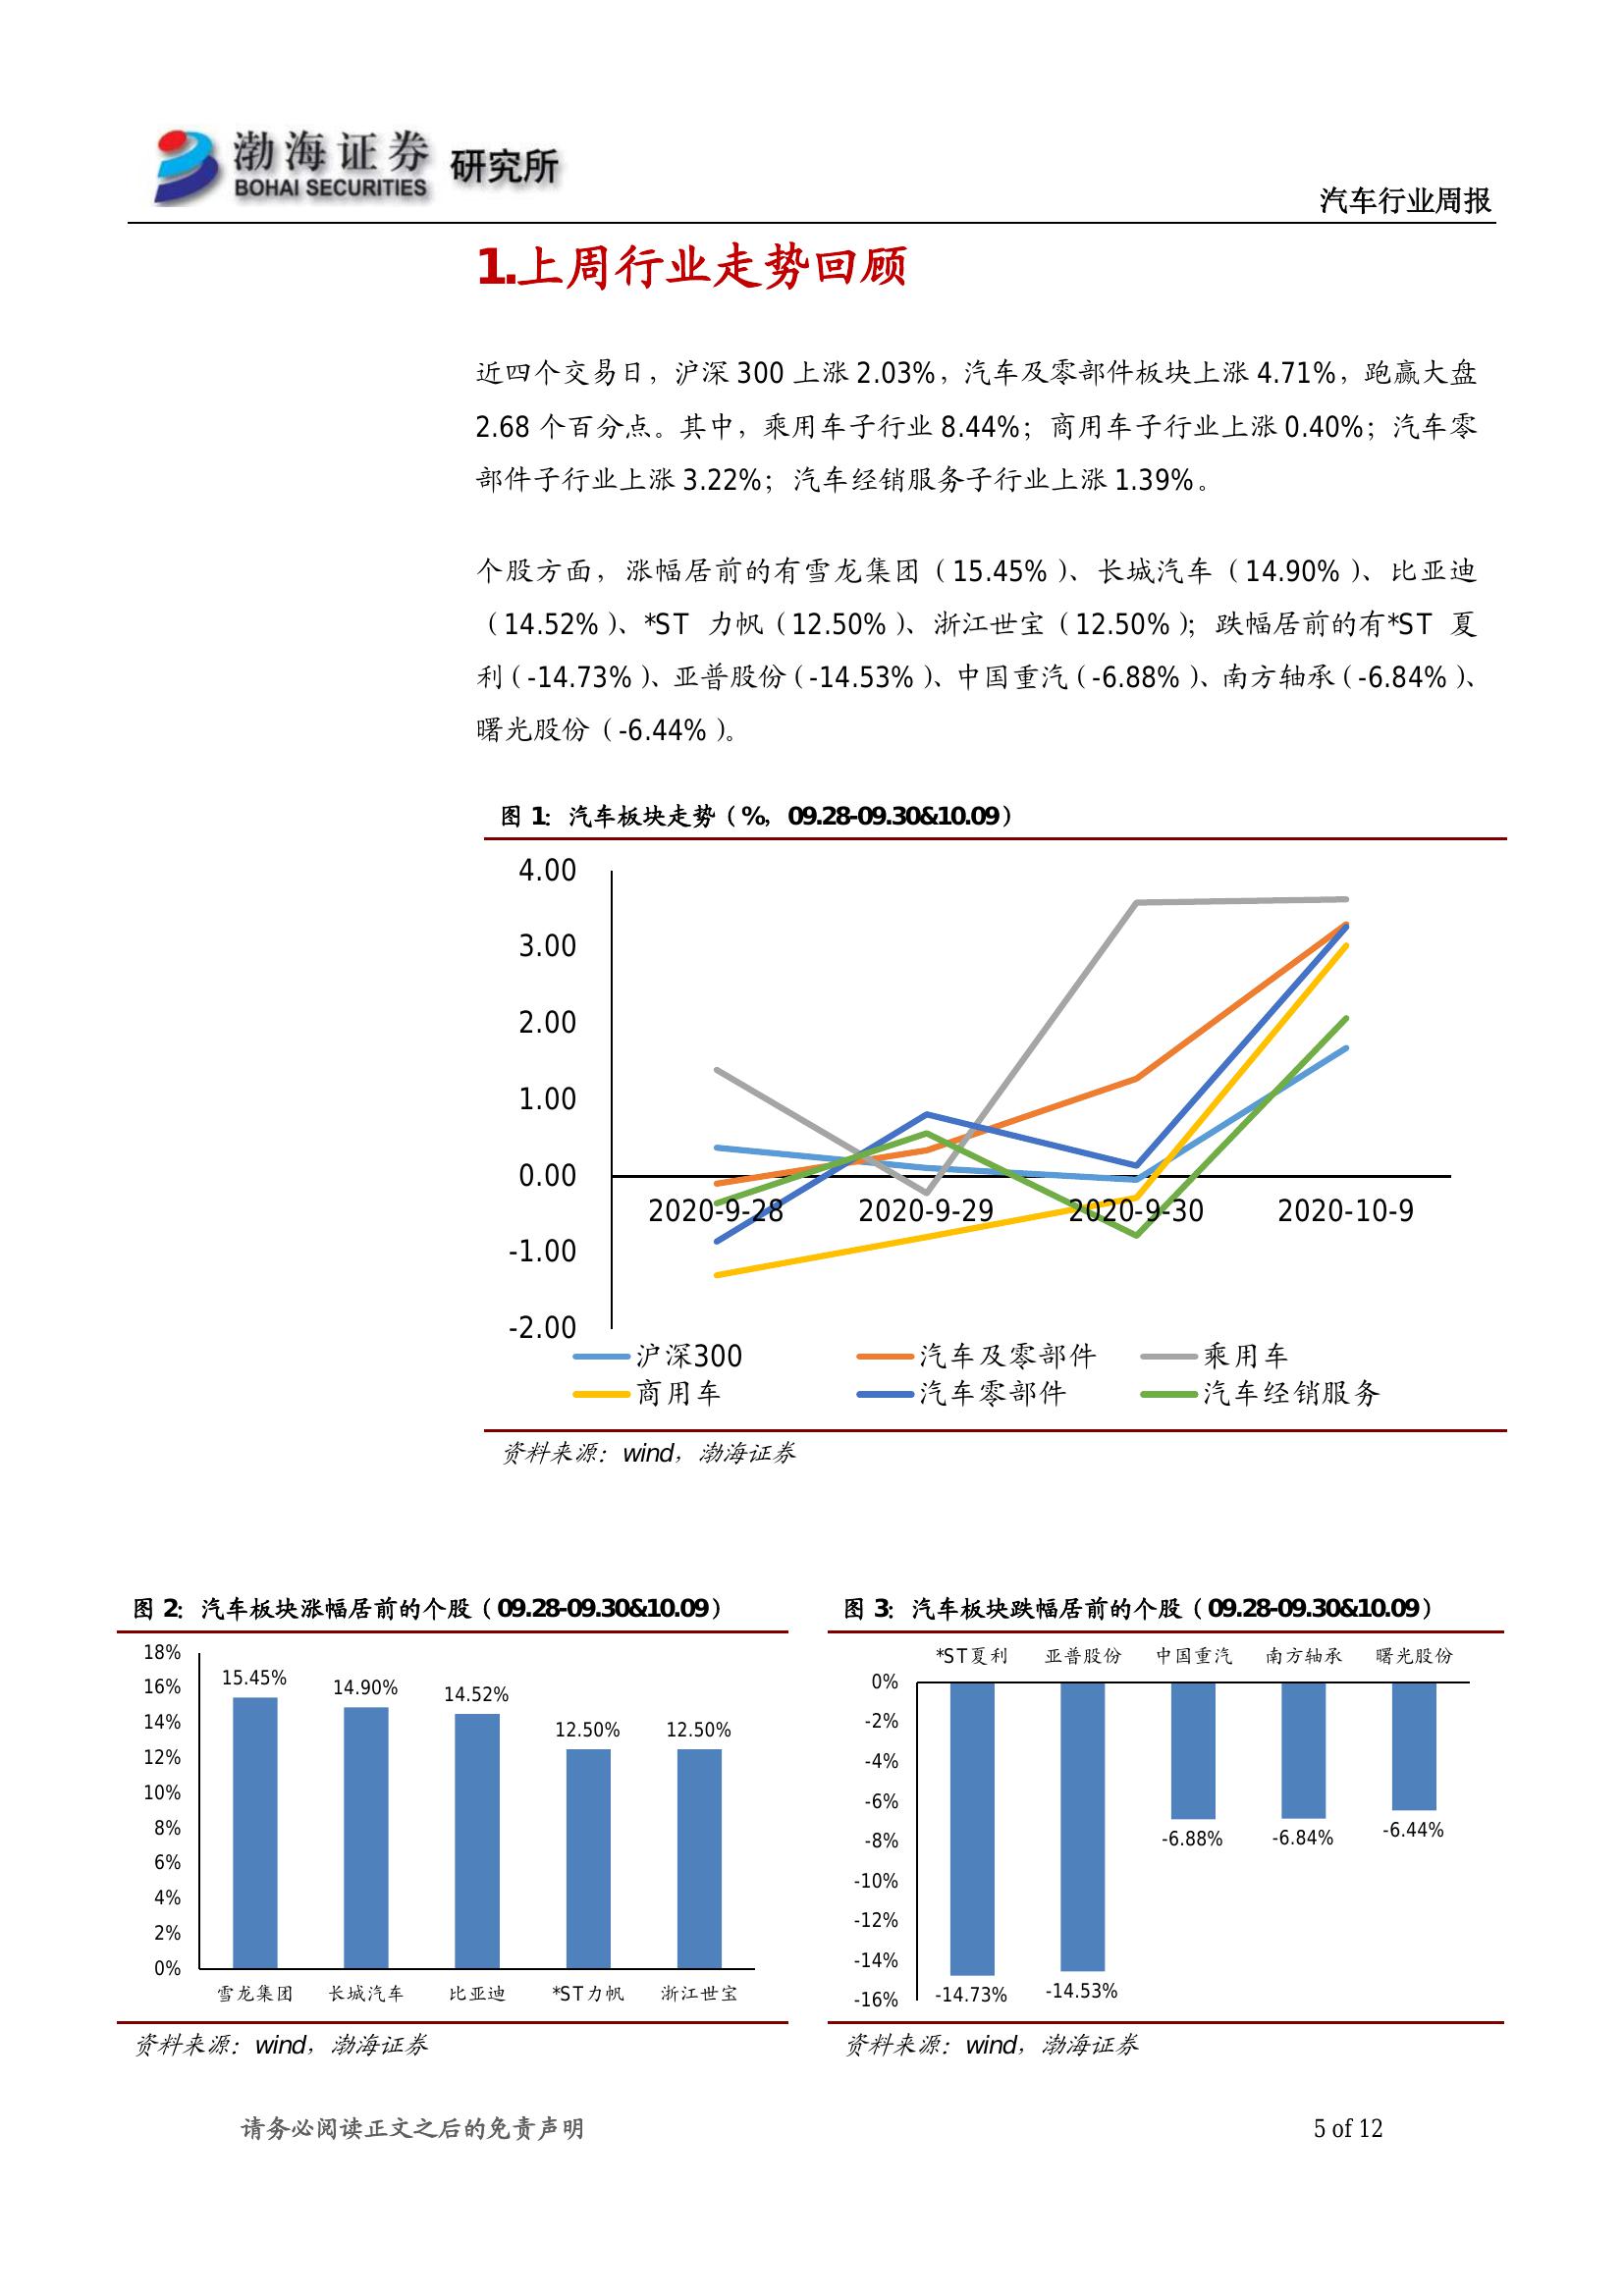 渤海证券 研究所
BOHAI SECURITIES
汽车行业周报
1.上周行业走势回顾
近四个交易日，沪深 300 上涨 2.03%，汽车及零部件板块上涨 4.71%，跑赢大盘
2.68 个百分点。其中，乘用车子行业 8.44%；商用车子行业上涨 0.40%；汽车零
部件子行业上涨 3.22%；汽车经销服务子行业上涨 1.39%。
个股方面，涨幅居前的有雪龙集团（15.45%）、长城汽车（14.90%）、比亚迪
（14.52%）、*ST 力帆（12.50%）、浙江世宝（12.50%）；跌幅居前的有*ST 夏
利（-14.73%）、亚普股份（-14.53%）、中国重汽（-6.88%）、南方轴承（-6.84%）、
曙光股份（-6.44%）。
图 1：汽车板块走势（%，09.28-09.30&10.09）
4.00
3.00
2.00
1.00
0.00
-1.00
-2.00
2020-9-28 2020-9-29 2020-9-30 2020-10-9
沪深300 汽车及零部件 乘用车
商用车 汽车零部件 汽车经销服务
资料来源：wind，渤海证券
图 2：汽车板块涨幅居前的个股（09.28-09.30&10.09）
18%
16%
14%
12%
10%
8%
6%
4%
2%
0%
15.45% 14.90% 14.52% 12.50% 12.50%
雪龙集团 长城汽车 比亚迪 *ST力帆 浙江世宝
资料来源：wind，渤海证券
图 3：汽车板块跌幅居前的个股（09.28-09.30&10.09）
*ST夏利 亚普股份 中国重汽 南方轴承 曙光股份
0%
-2%
-4%
-6%
-8%
-10%
-12%
-14%
-16%
-14.73% -14.53% -6.88% -6.84% -6.44%
资料来源：wind，渤海证券
请务必阅读正文之后的免责声明
5 of 12